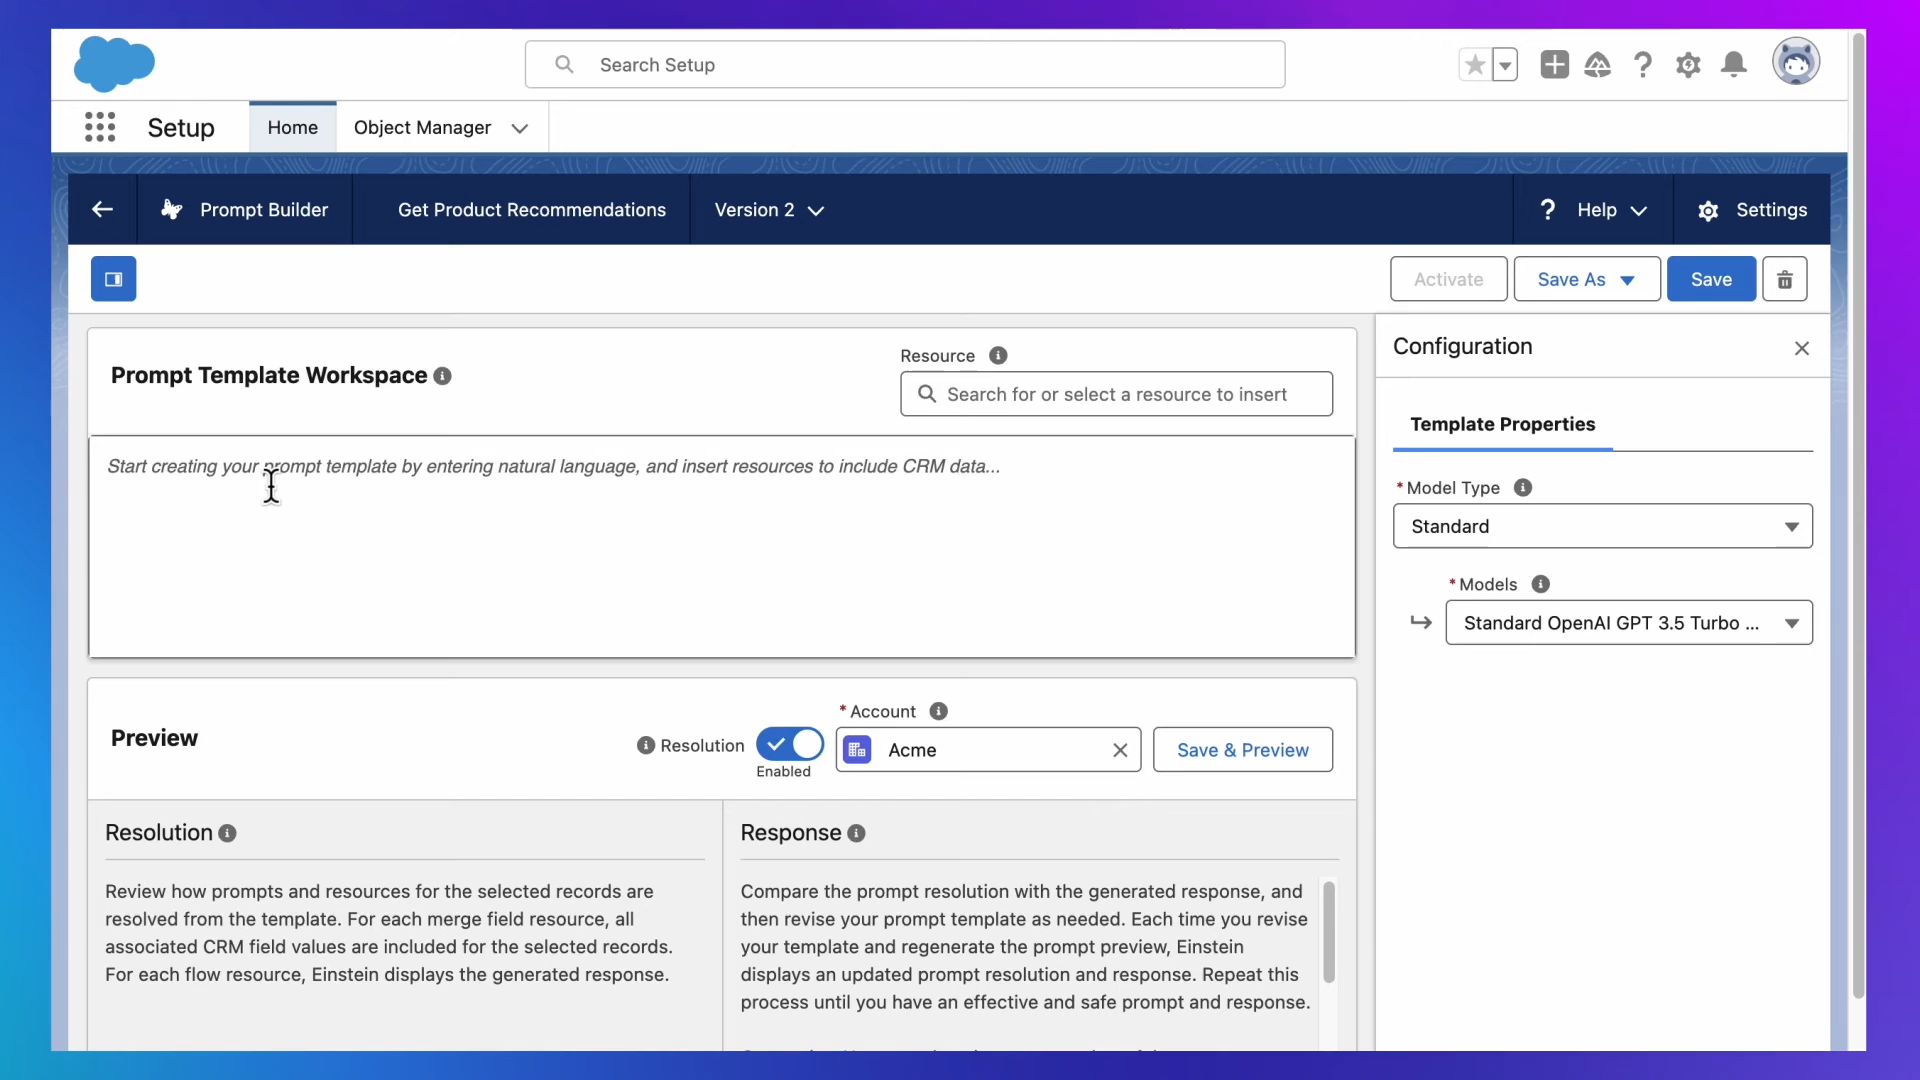 Search Setup
Setup
Home
Object Manager
Prompt Builder
Get Product Recommendations
Version 2
Help
Settings
Activate
Save As
Save
Prompt Template Workspace
Resource
Search for or select a resource to insert
Start creating your prompt template by entering natural language, and insert resources to include CRM data...
Configuration
Template Properties
* Model Type
Standard
* Models
Standard OpenAI GPT 3.5 Turbo ...
Preview
Resolution
Enabled
* Account
Acme
Save & Preview
Resolution
Review how prompts and resources for the selected records are
resolved from the template. For each merge field resource, all
associated CRM field values are included for the selected records.
For each flow resource, Einstein displays the generated response.
Response
Compare the prompt resolution with the generated response, and
then revise your prompt template as needed. Each time you revise
your template and regenerate the prompt preview, Einstein
displays an updated prompt resolution and response. Repeat this
process until you have an effective and safe prompt and response.